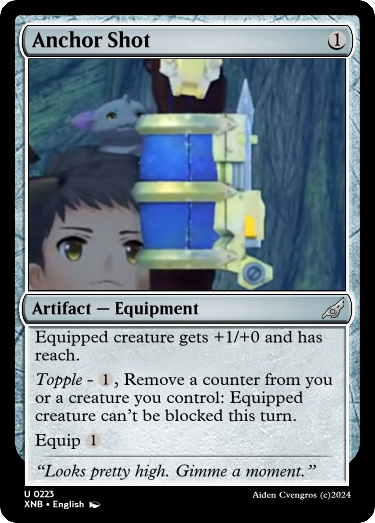 Anchor Shot 1
Artifact — Equipment
Equipped creature gets +1/+0 and has
reach.
Topple - 1, Remove a counter from you
or a creature you control: Equipped
creature can't be blocked this turn.
Equip 1
“Looks pretty high. Gimme a moment.”
U 0223
XNB • English Aiden Cvengros (c)2024